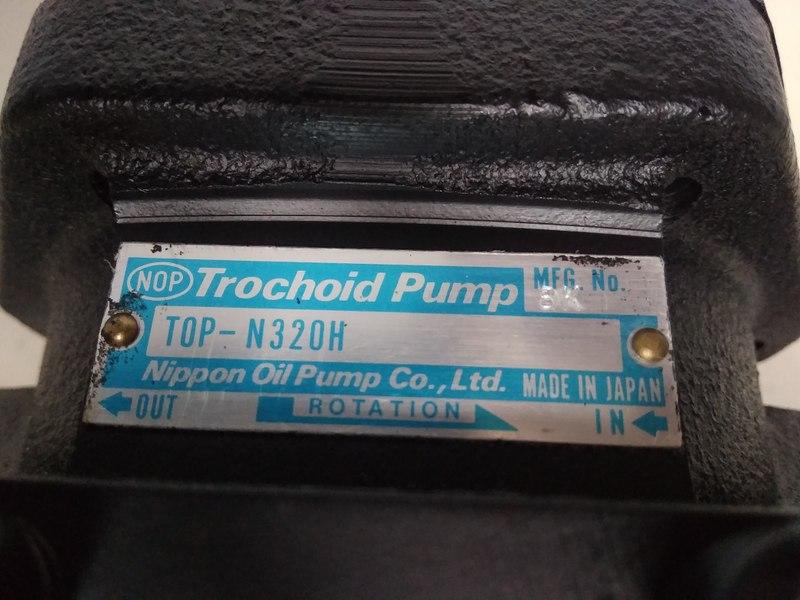 NOP Trochoid Pump
MFG. No.
TOP-N320H
Nippon Oil Pump Co., Ltd. MADE IN JAPAN
OUT ROTATION IN